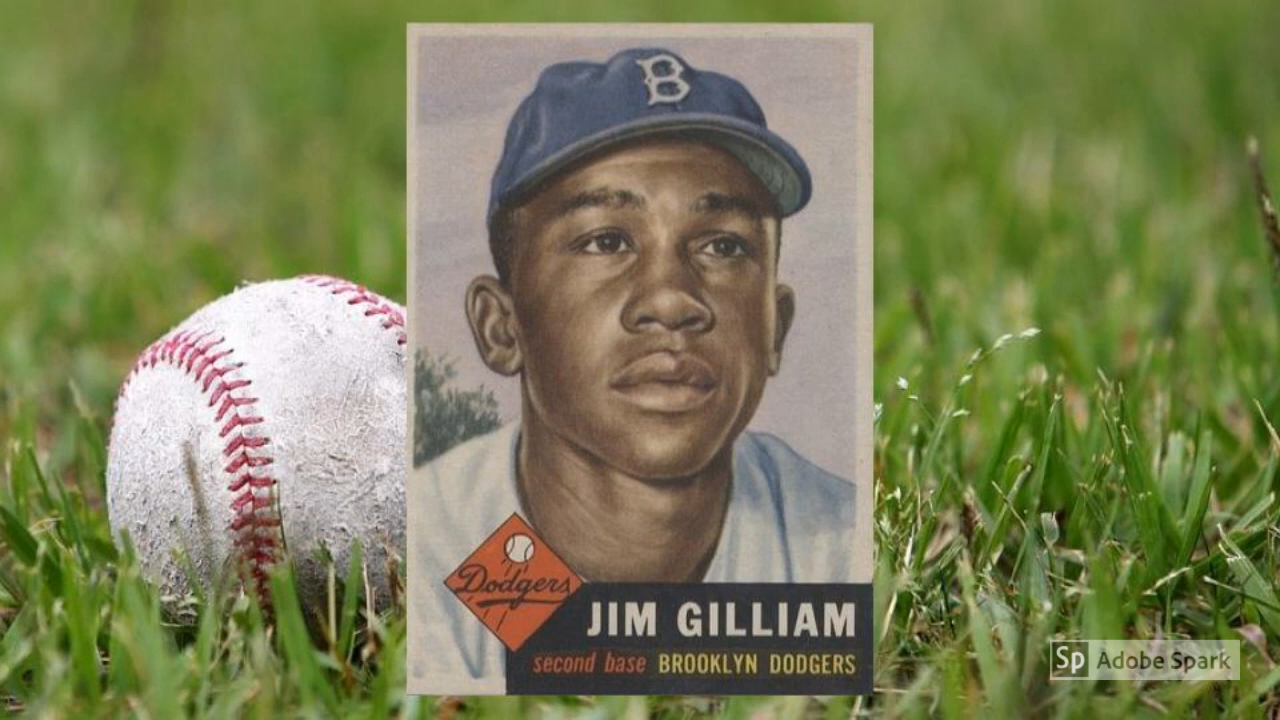 B
Dodgers
JIM GILLIAM
second base BROOKLYN DODGERS
Sp Adobe Spark